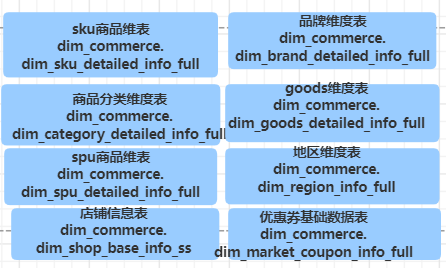 sku商品维表
dim_commerce.
dim_sku_detailed_info_full
品牌维度表
dim_commerce.
dim_brand_detailed_info_full
商品分类维度表
dim_commerce.
dim_category_detailed_info_full
goods维度表
dim_commerce.
dim_goods_detailed_info_full
spu商品维表
dim_commerce.
dim_spu_detailed_info_full
地区维度表
dim_commerce.
dim_region_info_full
店铺信息表
dim_commerce.
dim_shop_base_info_ss
优惠券基础数据表
dim_commerce.
dim_market_coupon_info_full